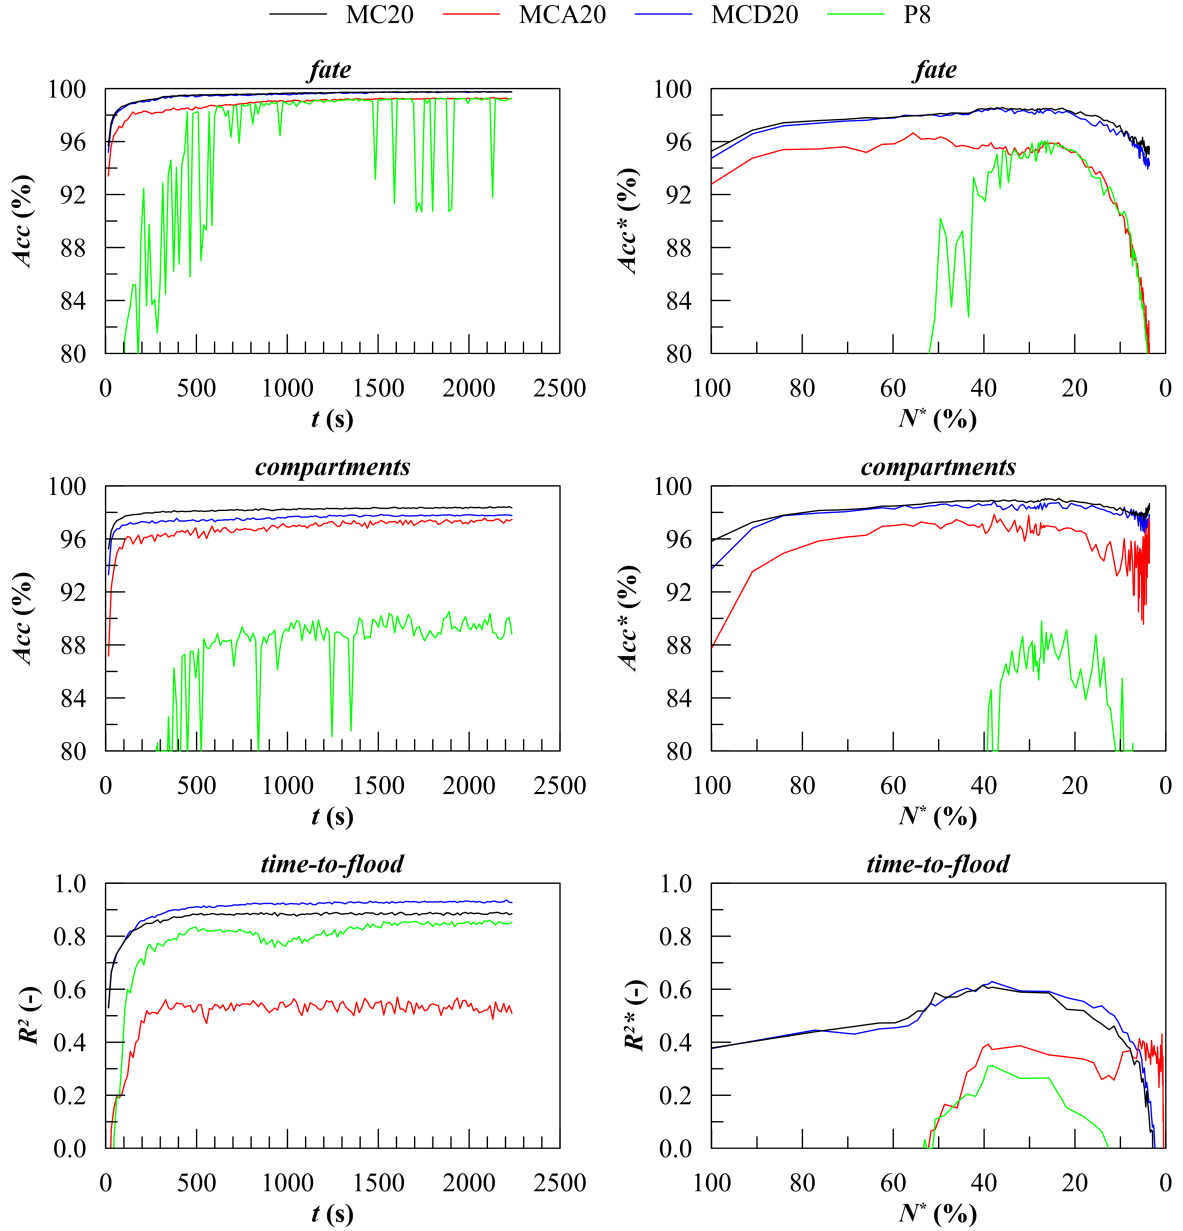 MC20 MCA20 MCD20 P8
fate
100
96
92
88
84
80
Acc (%)
0 500 1000 1500 2000 2500
t (s)
fate
100
96
92
88
84
80
Acc* (%)
100 80 60 40 20 0
N* (%)
compartments
100
96
92
88
84
80
Acc (%)
0 500 1000 1500 2000 2500
t (s)
compartments
100
96
92
88
84
80
Acc* (%)
100 80 60 40 20 0
N* (%)
time-to-flood
1.0
0.8
0.6
0.4
0.2
0.0
R² (-)
0 500 1000 1500 2000 2500
t (s)
time-to-flood
1.0
0.8
0.6
0.4
0.2
0.0
R²* (-)
100 80 60 40 20 0
N* (%)